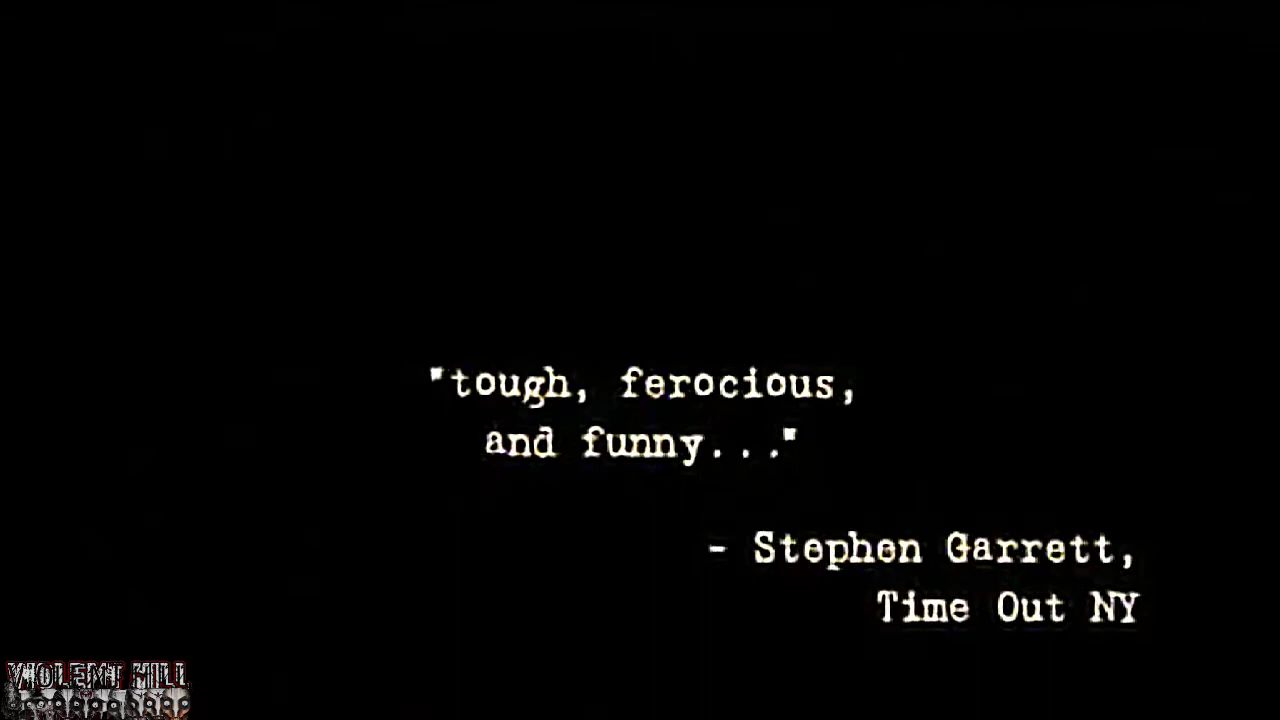 "tough, ferocious,
and funny..."
- Stephen Garrett,
Time Out NY
VIOLENT HILL